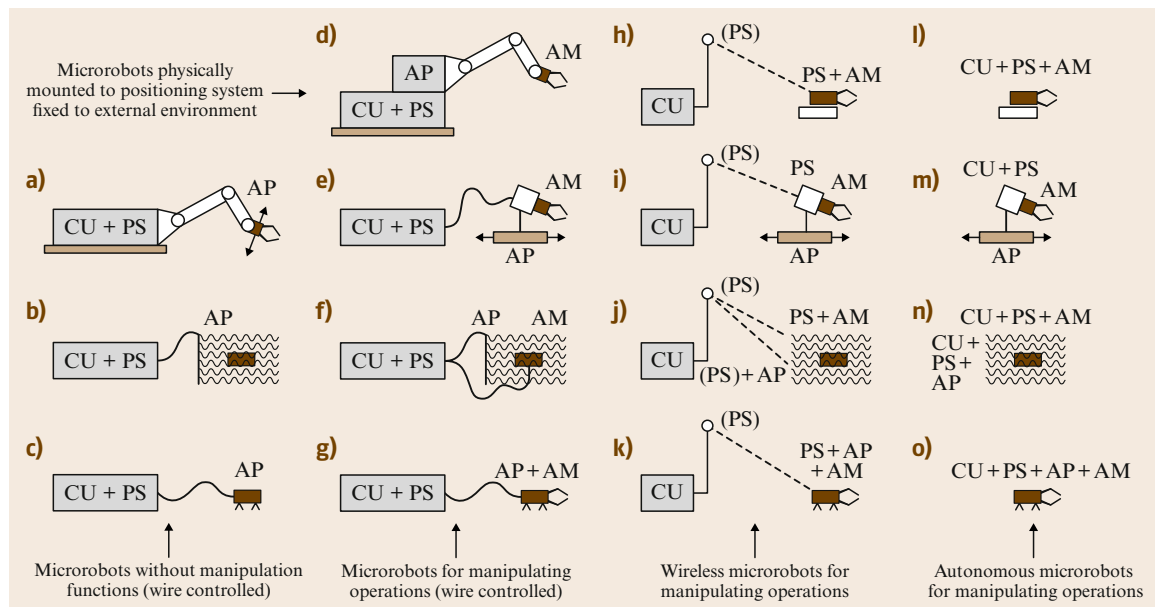 Microrobots physically
mounted to positioning system
fixed to external environment
d)
AM
AP
CU + PS
h)
(PS)
PS + AM
CU
l)
CU + PS + AM
a)
AP
CU + PS
e)
AM
CU + PS
AP
i)
(PS)
PS
AM
CU
AP
m)
CU + PS
AM
AP
b)
AP
CU + PS
f)
AP
AM
CU + PS
j)
(PS)
PS + AM
CU
(PS) + AP
n)
CU + PS + AM
CU +
PS +
AP
c)
AP
CU + PS
g)
AP + AM
CU + PS
k)
(PS)
PS + AP
+ AM
CU
o)
CU + PS + AP + AM
Microrobots without manipulation
functions (wire controlled)
Microrobots for manipulating
operations (wire controlled)
Wireless microrobots for
manipulating operations
Autonomous microrobots
for manipulating operations